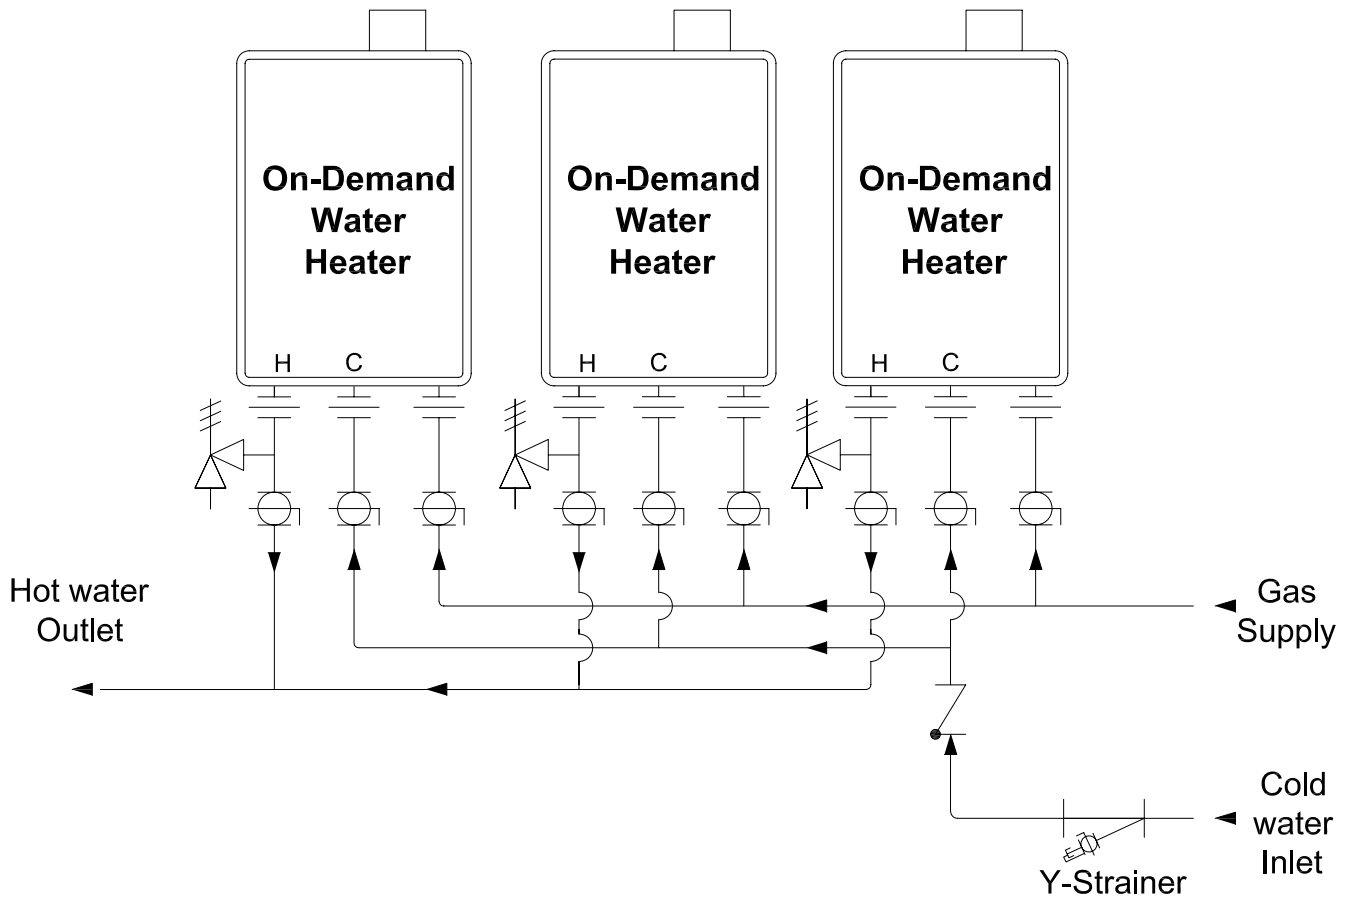 On-Demand
Water
Heater
H C
On-Demand
Water
Heater
H C
On-Demand
Water
Heater
H C
Hot water
Outlet
Gas
Supply
Cold
water
Inlet
Y-Strainer